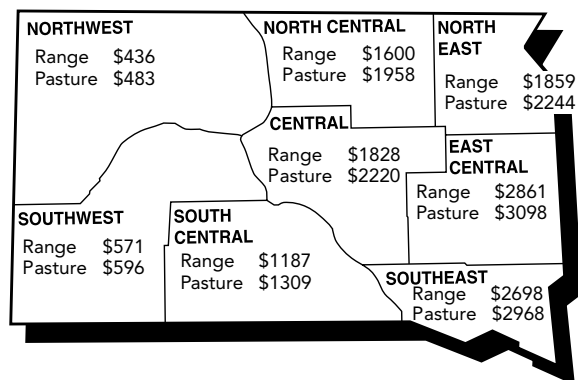 NORTHWEST
Range $436
Pasture $483
NORTH CENTRAL
Range $1600
Pasture $1958
NORTH
EAST
Range $1859
Pasture $2244
CENTRAL
Range $1828
Pasture $2220
EAST
CENTRAL
Range $2861
Pasture $3098
SOUTHWEST
Range $571
Pasture $596
SOUTH
CENTRAL
Range $1187
Pasture $1309
SOUTHEAST
Range $2698
Pasture $2968